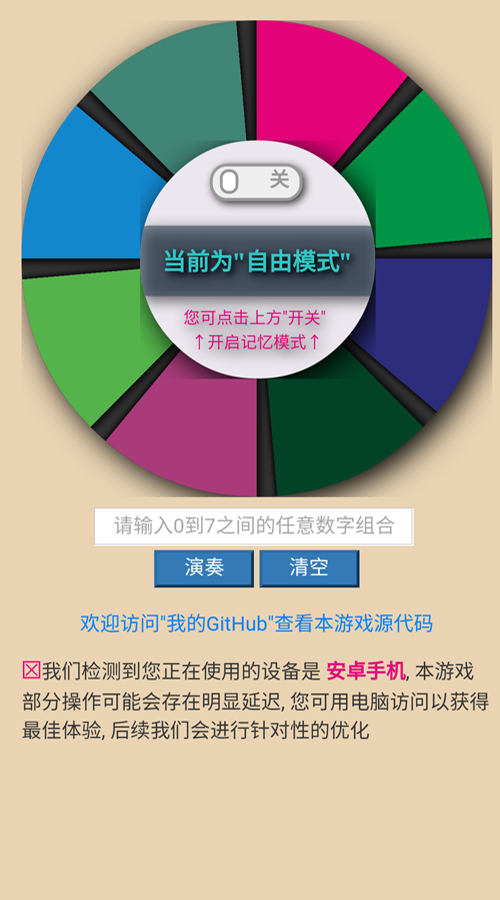 关
当前为"自由模式"
您可点击上方"开关"
↑开启记忆模式↑
请输入0到7之间的任意数字组合
演奏 清空
欢迎访问"我的GitHub"查看本游戏源代码
我们检测到您正在使用的设备是 安卓手机, 本游戏
部分操作可能会存在明显延迟, 您可用电脑访问以获得
最佳体验, 后续我们会进行针对性的优化